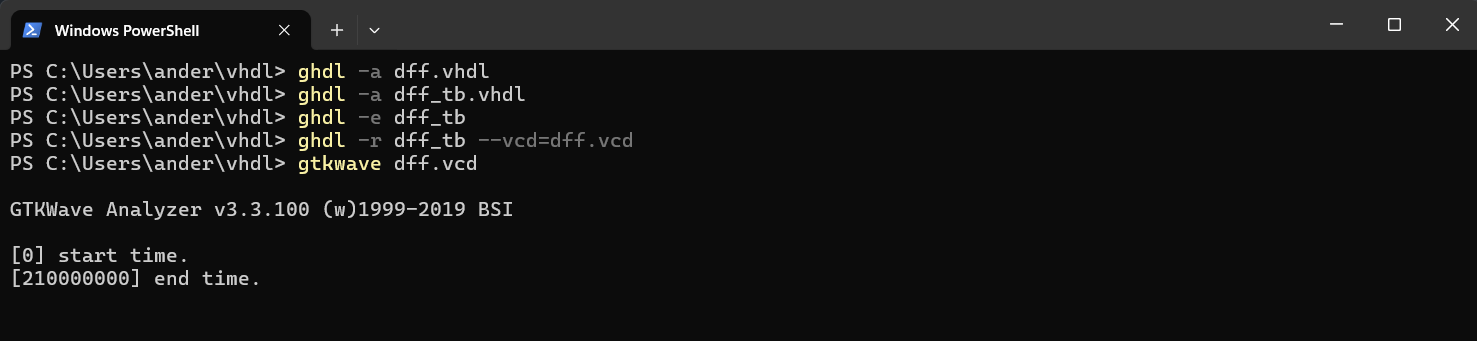 Windows PowerShell
PS C:\Users\ander\vhdl> ghdl -a dff.vhdl
PS C:\Users\ander\vhdl> ghdl -a dff_tb.vhdl
PS C:\Users\ander\vhdl> ghdl -e dff_tb
PS C:\Users\ander\vhdl> ghdl -r dff_tb --vcd=dff.vcd
PS C:\Users\ander\vhdl> gtkwave dff.vcd
GTKWave Analyzer v3.3.100 (w)1999-2019 BSI
[0] start time.
[210000000] end time.